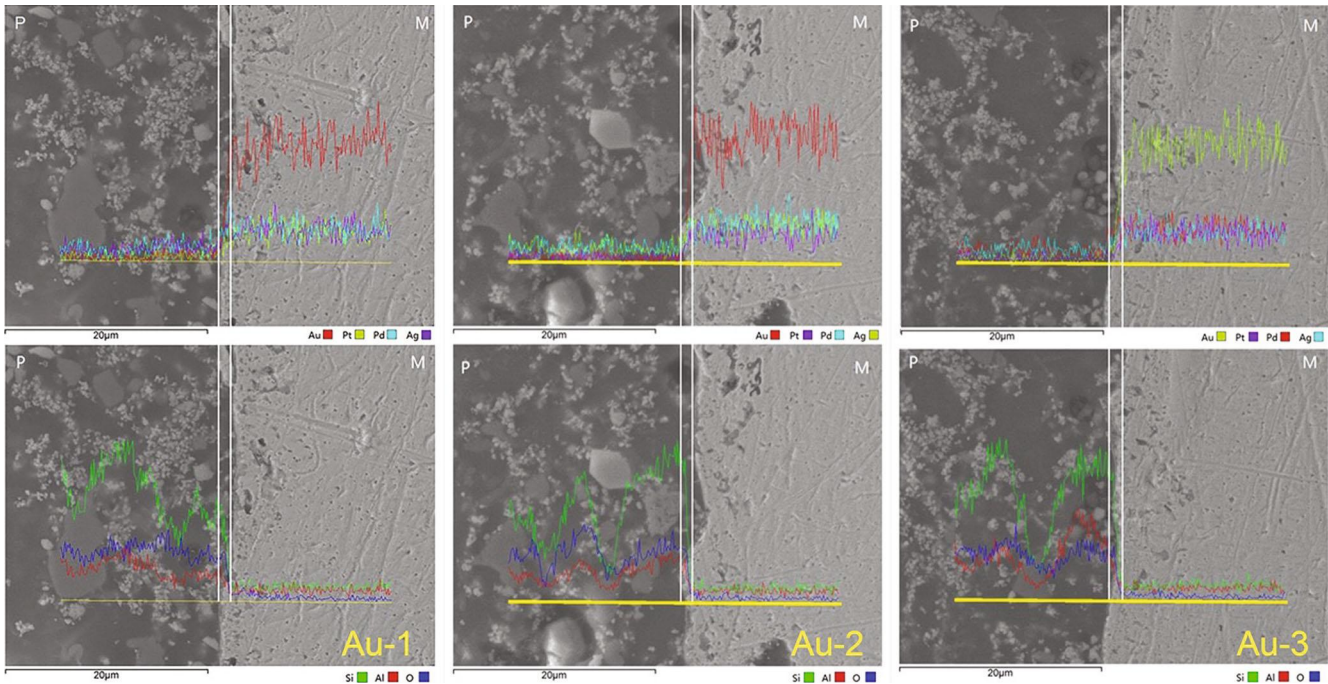 P M
P M
P M
20µm Au Pt Pd Ag
20µm Au Pt Pd Ag
20µm Au Pt Pd Ag
P M
P M
P M
Au-1
Au-2
Au-3
20µm Si Al O
20µm Si Al O
20µm Si Al O